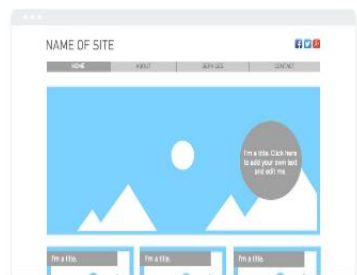 NAME OF SITE
HOME ABOUT SERVICES CONTACT
I'm a title. Click here
to add your own text
and edit me
I'm a title. I'm a title. I'm a title.